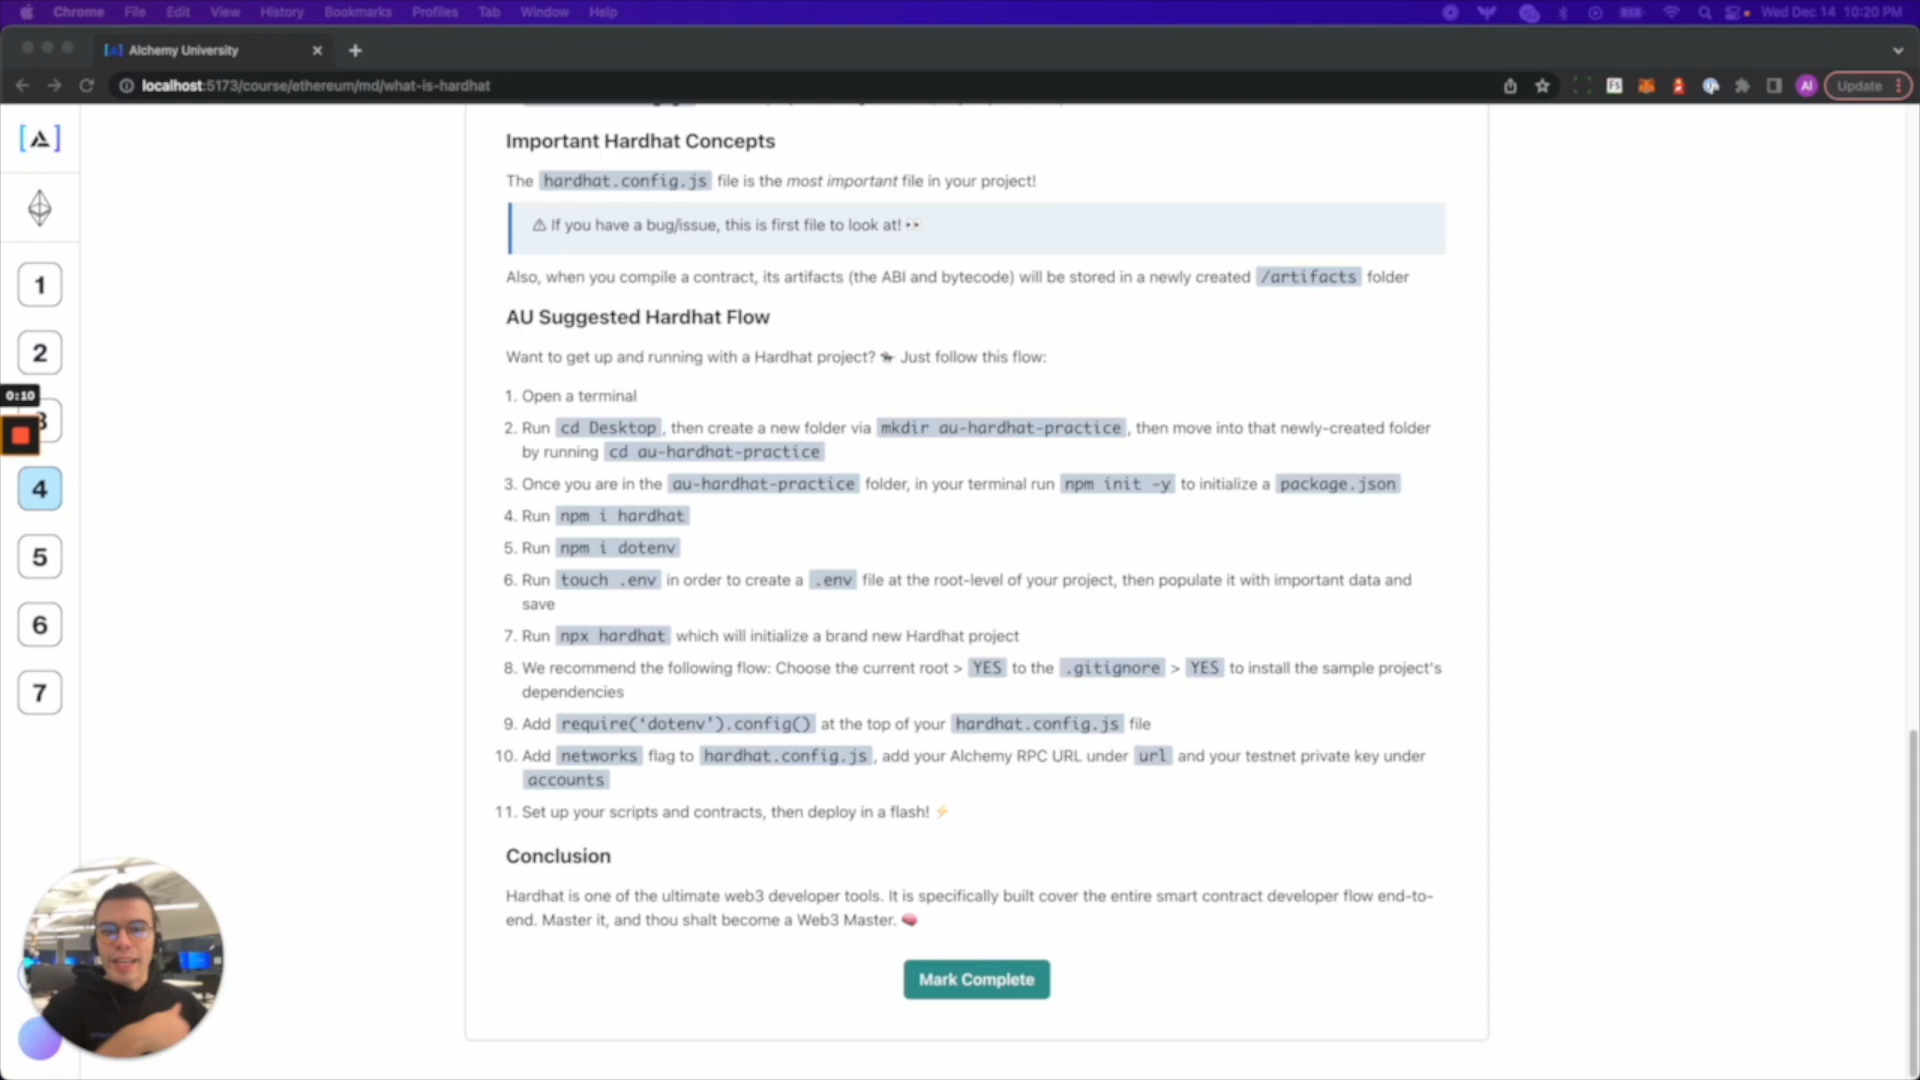 Chrome File Edit View History Bookmarks Profiles Tab Window Help Wed Dec 14 10:20 PM
Alchemy University
localhost:5173/course/ethereum/md/what-is-hardhat
Update
Important Hardhat Concepts
The hardhat.config.js file is the most important file in your project!
⚠ If you have a bug/issue, this is first file to look at! 👀
Also, when you compile a contract, its artifacts (the ABI and bytecode) will be stored in a newly created /artifacts folder
AU Suggested Hardhat Flow
Want to get up and running with a Hardhat project? Just follow this flow:
1. Open a terminal
2. Run cd Desktop, then create a new folder via mkdir au-hardhat-practice, then move into that newly-created folder
by running cd au-hardhat-practice
3. Once you are in the au-hardhat-practice folder, in your terminal run npm init -y to initialize a package.json
4. Run npm i hardhat
5. Run npm i dotenv
6. Run touch .env in order to create a .env file at the root-level of your project, then populate it with important data and
save
7. Run npx hardhat which will initialize a brand new Hardhat project
8. We recommend the following flow: Choose the current root > YES to the .gitignore > YES to install the sample project's
dependencies
9. Add require(‘dotenv’).config() at the top of your hardhat.config.js file
10. Add networks flag to hardhat.config.js, add your Alchemy RPC URL under url and your testnet private key under
accounts
11. Set up your scripts and contracts, then deploy in a flash! ⚡
Conclusion
Hardhat is one of the ultimate web3 developer tools. It is specifically built cover the entire smart contract developer flow end-to-
end. Master it, and thou shalt become a Web3 Master. 🧠
Mark Complete
1
2
0:10
3
4
5
6
7